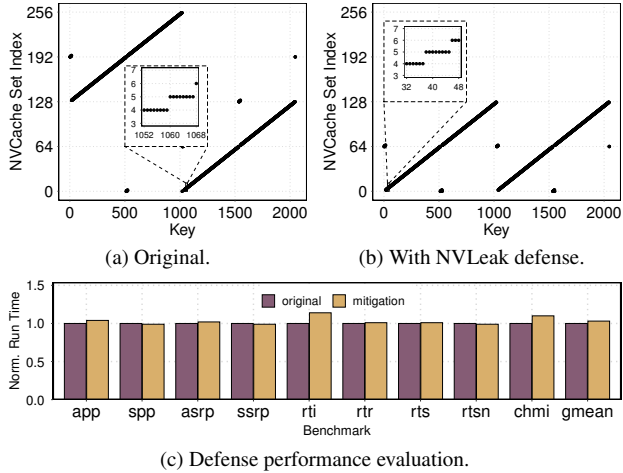 256
192
128
64
0
NVCache Set Index
7
6
5
4
3
1052 1060 1068
0 500 1000 1500 2000
Key
(a) Original.
256
192
128
64
0
NVCache Set Index
7
6
5
4
3
32 40 48
0 500 1000 1500 2000
Key
(b) With NVLeak defense.
Norm. Run Time
1.5
1.0
0.5
0.0
original mitigation
app spp asrp ssrp rti rtr rts rtsn chmi gmean
Benchmark
(c) Defense performance evaluation.